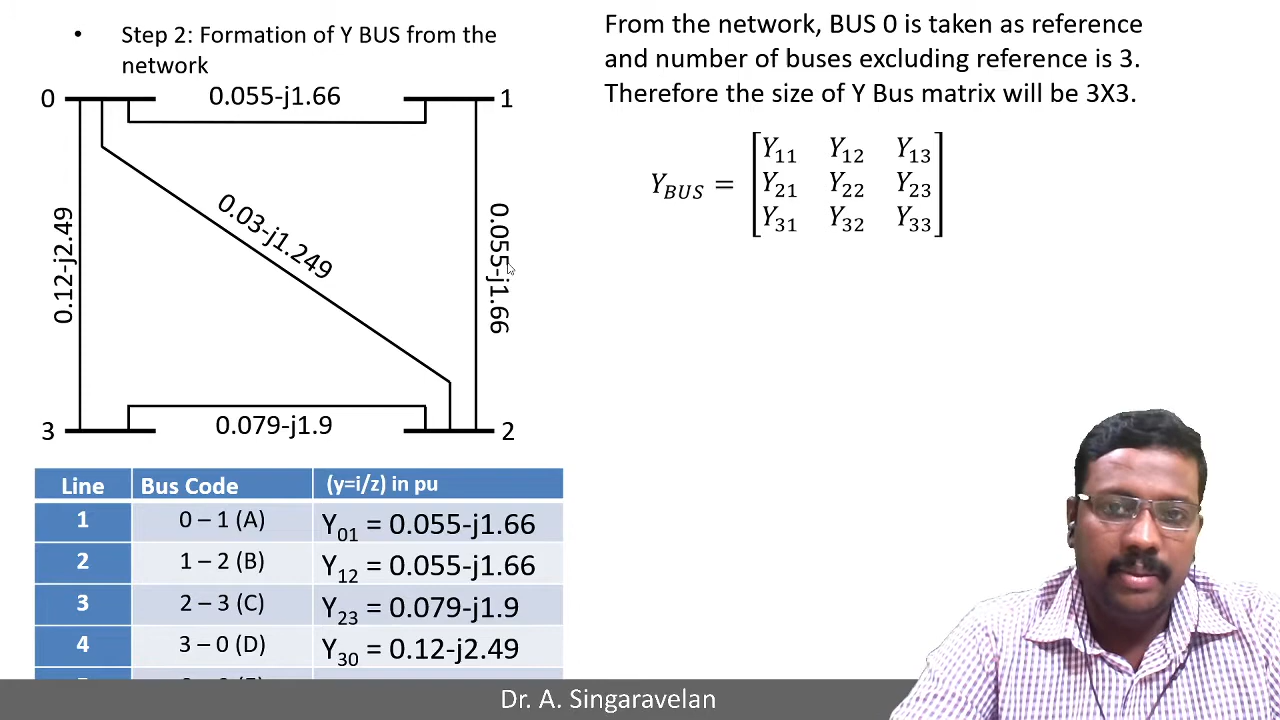 • Step 2: Formation of Y BUS from the
network
0
0.055-j1.66
1
0.12-j2.49
0.03-j1.249
0.055-j1.66
3
0.079-j1.9
2
Line Bus Code (y=i/z) in pu
1 0 – 1 (A) Y01 = 0.055-j1.66
2 1 – 2 (B) Y12 = 0.055-j1.66
3 2 – 3 (C) Y23 = 0.079-j1.9
4 3 – 0 (D) Y30 = 0.12-j2.49
From the network, BUS 0 is taken as reference
and number of buses excluding reference is 3.
Therefore the size of Y Bus matrix will be 3X3.
Y11 Y12 Y13
YBUS = Y21 Y22 Y23
Y31 Y32 Y33
Dr. A. Singaravelan